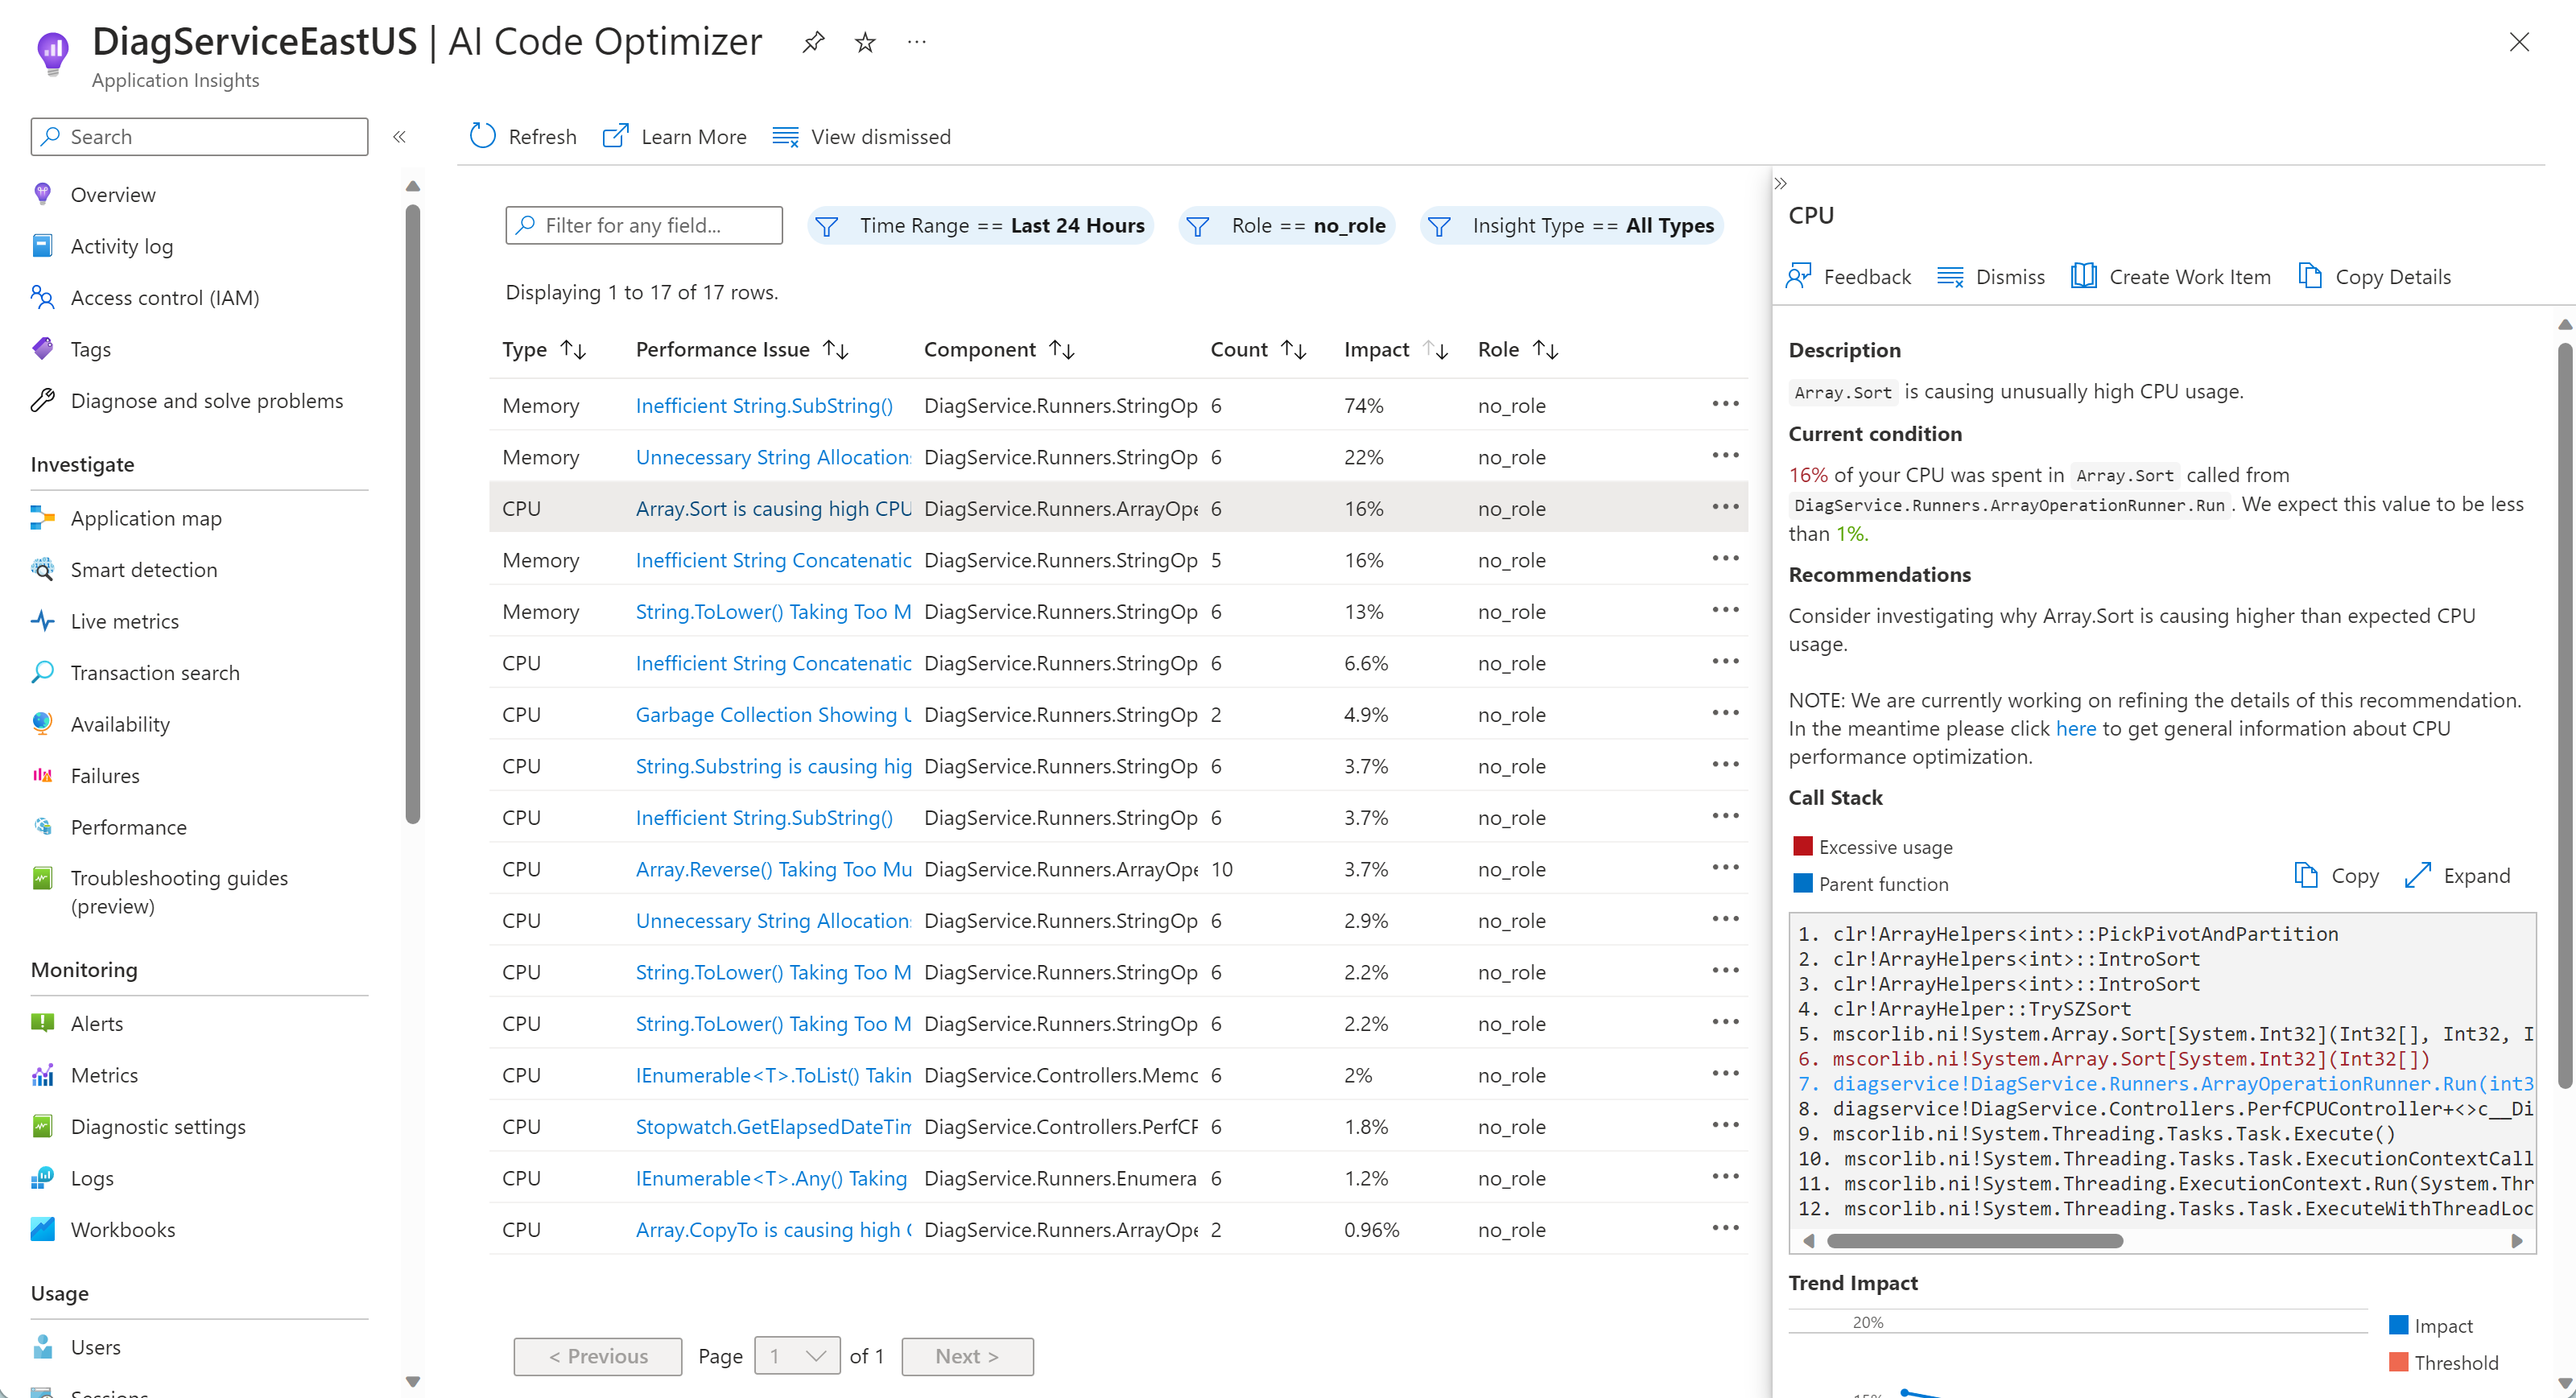 DiagServiceEastUS | AI Code Optimizer
Application Insights
Search
Refresh
Learn More
View dismissed
Overview
Activity log
Access control (IAM)
Tags
Diagnose and solve problems
Investigate
Application map
Smart detection
Live metrics
Transaction search
Availability
Failures
Performance
Troubleshooting guides
(preview)
Monitoring
Alerts
Metrics
Diagnostic settings
Logs
Workbooks
Usage
Users
Sessions
Filter for any field...
Time Range == Last 24 Hours
Role == no_role
Insight Type == All Types
Displaying 1 to 17 of 17 rows.
Type Performance Issue Component Count Impact Role
Memory Inefficient String.SubString() DiagService.Runners.StringOp 6 74% no_role
Memory Unnecessary String Allocation DiagService.Runners.StringOp 6 22% no_role
CPU Array.Sort is causing high CPU DiagService.Runners.ArrayOpe 6 16% no_role
Memory Inefficient String Concatenatic DiagService.Runners.StringOp 5 16% no_role
Memory String.ToLower() Taking Too M DiagService.Runners.StringOp 6 13% no_role
CPU Inefficient String Concatenatic DiagService.Runners.StringOp 6 6.6% no_role
CPU Garbage Collection Showing U DiagService.Runners.StringOp 2 4.9% no_role
CPU String.Substring is causing hig DiagService.Runners.StringOp 6 3.7% no_role
CPU Inefficient String.SubString() DiagService.Runners.StringOp 6 3.7% no_role
CPU Array.Reverse() Taking Too Mu DiagService.Runners.ArrayOpe 10 3.7% no_role
CPU Unnecessary String Allocation DiagService.Runners.StringOp 6 2.9% no_role
CPU String.ToLower() Taking Too M DiagService.Runners.StringOp 6 2.2% no_role
CPU String.ToLower() Taking Too M DiagService.Runners.StringOp 6 2.2% no_role
CPU IEnumerable<T>.ToList() Takin DiagService.Controllers.Memo 6 2% no_role
CPU Stopwatch.GetElapsedDateTim DiagService.Controllers.PerfCP 6 1.8% no_role
CPU IEnumerable<T>.Any() Taking DiagService.Runners.Enumera 6 1.2% no_role
CPU Array.CopyTo is causing high C DiagService.Runners.ArrayOpe 2 0.96% no_role
< Previous Page 1 of 1 Next >
CPU
Feedback
Dismiss
Create Work Item
Copy Details
Description
Array.Sort is causing unusually high CPU usage.
Current condition
16% of your CPU was spent in Array.Sort called from
DiagService.Runners.ArrayOperationRunner.Run. We expect this value to be less
than 1%.
Recommendations
Consider investigating why Array.Sort is causing higher than expected CPU
usage.
NOTE: We are currently working on refining the details of this recommendation.
In the meantime please click here to get general information about CPU
performance optimization.
Call Stack
Excessive usage
Parent function
Copy
Expand
1. clr!ArrayHelpers<int>::PickPivotAndPartition
2. clr!ArrayHelpers<int>::IntroSort
3. clr!ArrayHelpers<int>::IntroSort
4. clr!ArrayHelper::TrySZSort
5. mscorlib.ni!System.Array.Sort[System.Int32](Int32[], Int32, I
6. mscorlib.ni!System.Array.Sort[System.Int32](Int32[])
7. diagservice!DiagService.Runners.ArrayOperationRunner.Run(int3
8. diagservice!DiagService.Controllers.PerfCPUController+<>c__Di
9. mscorlib.ni!System.Threading.Tasks.Task.Execute()
10. mscorlib.ni!System.Threading.Tasks.Task.ExecutionContextCall
11. mscorlib.ni!System.Threading.ExecutionContext.Run(System.Thr
12. mscorlib.ni!System.Threading.Tasks.Task.ExecuteWithThreadLoc
Trend Impact
20%
Impact
Threshold
15%